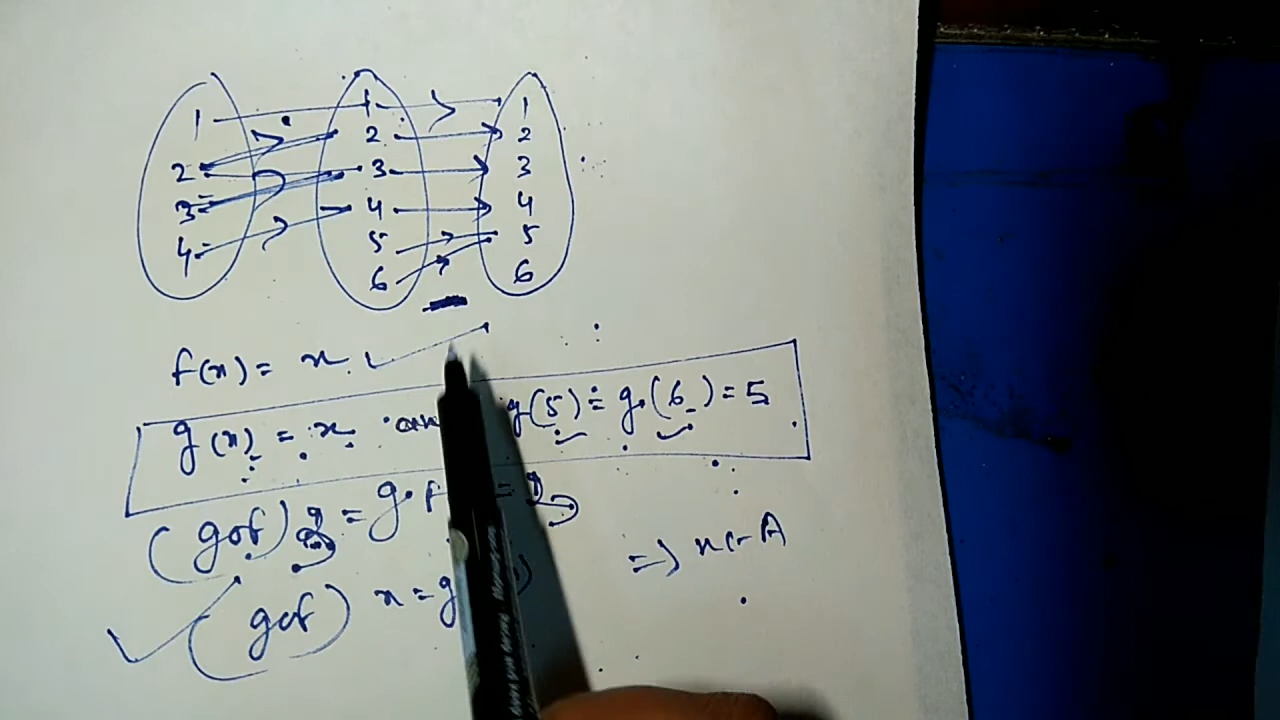 1 1 1
2 2 2
3 3 3
4 4 4
5 5
6 6
f(x) = x
g(x) = x g(5) = g(6) = 5
(gof) = g
(gof) x = g